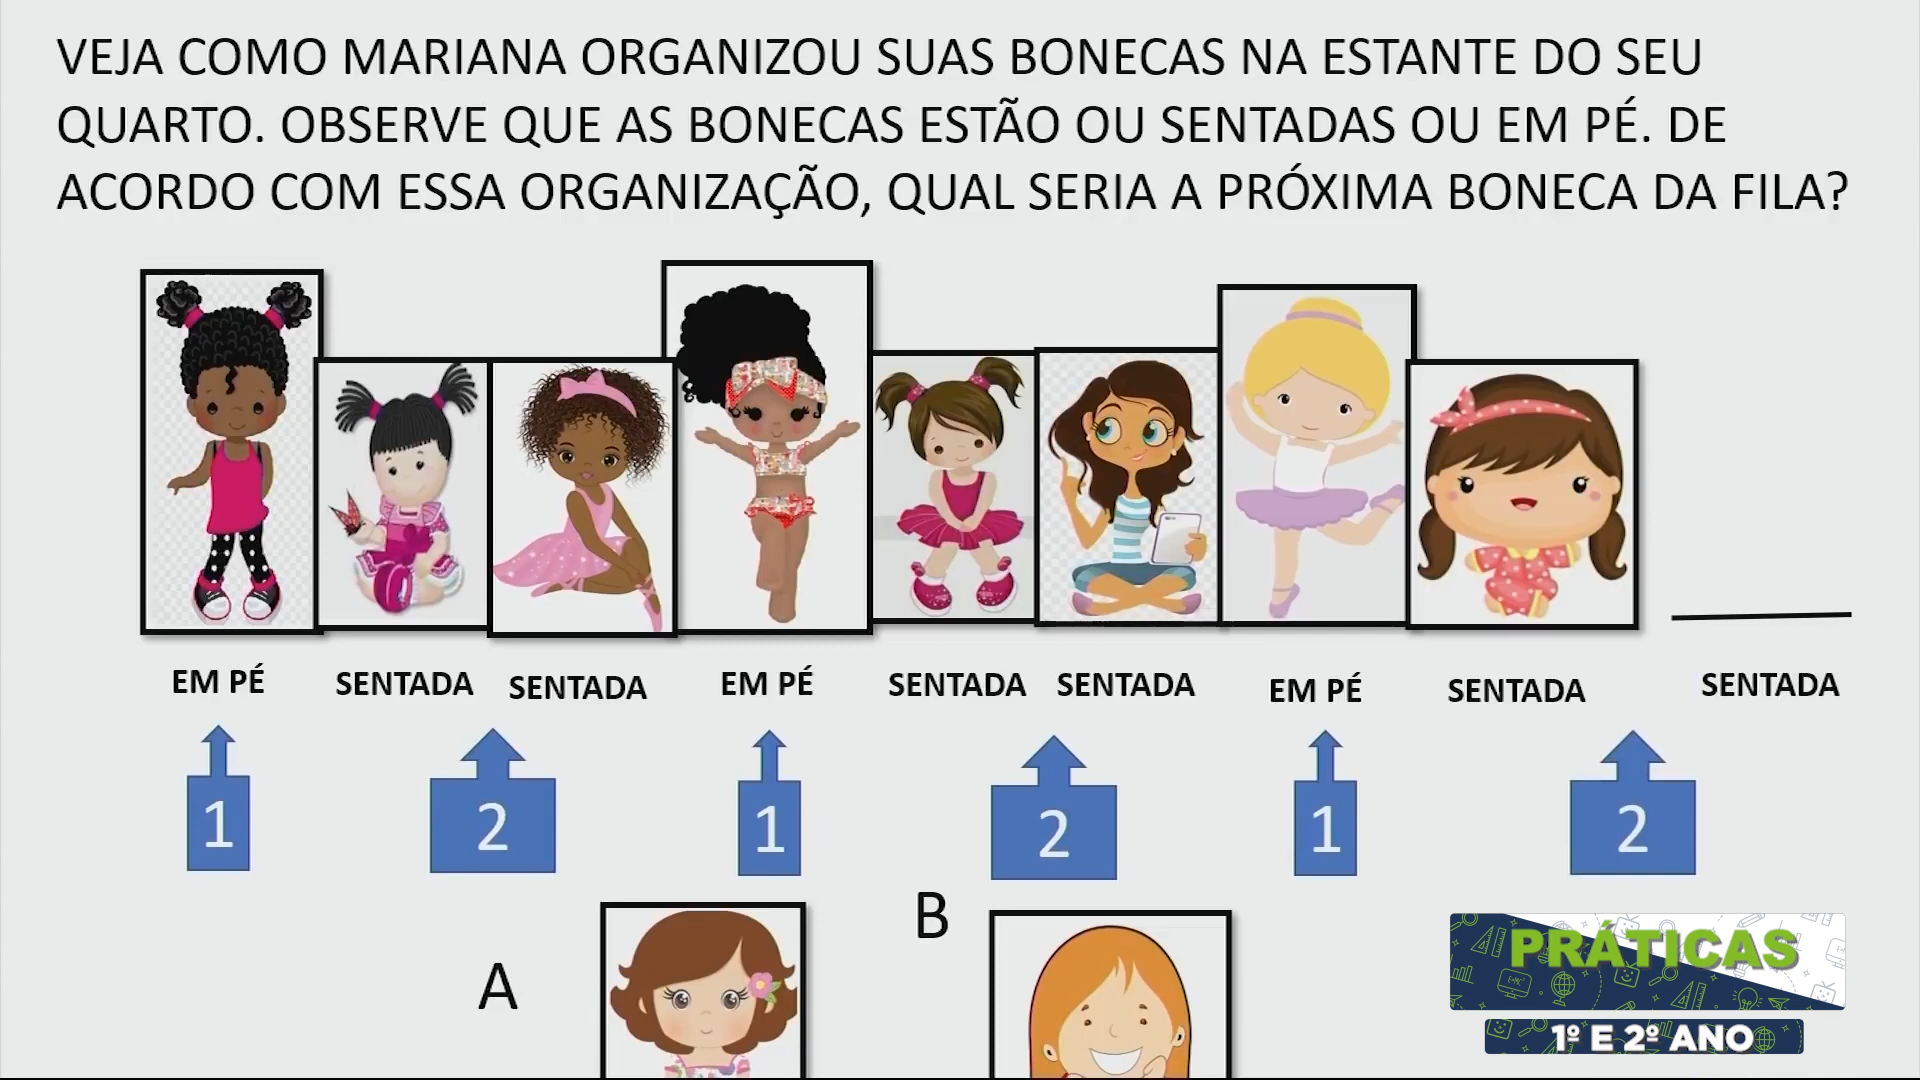 VEJA COMO MARIANA ORGANIZOU SUAS BONECAS NA ESTANTE DO SEU
QUARTO. OBSERVE QUE AS BONECAS ESTÃO OU SENTADAS OU EM PÉ. DE
ACORDO COM ESSA ORGANIZAÇÃO, QUAL SERIA A PRÓXIMA BONECA DA FILA?
EM PÉ SENTADA SENTADA EM PÉ SENTADA SENTADA EM PÉ SENTADA SENTADA
1 2 1 2 1 2
A B
PRÁTICAS
1º E 2º ANO